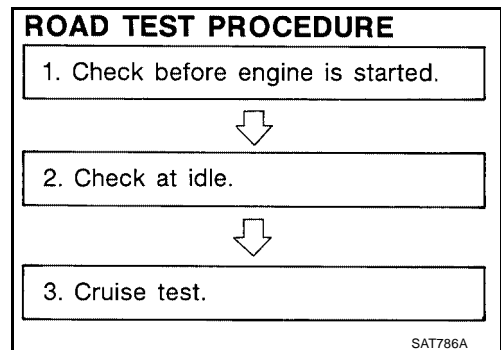 ROAD TEST PROCEDURE
1. Check before engine is started.
2. Check at idle.
3. Cruise test.
SAT786A